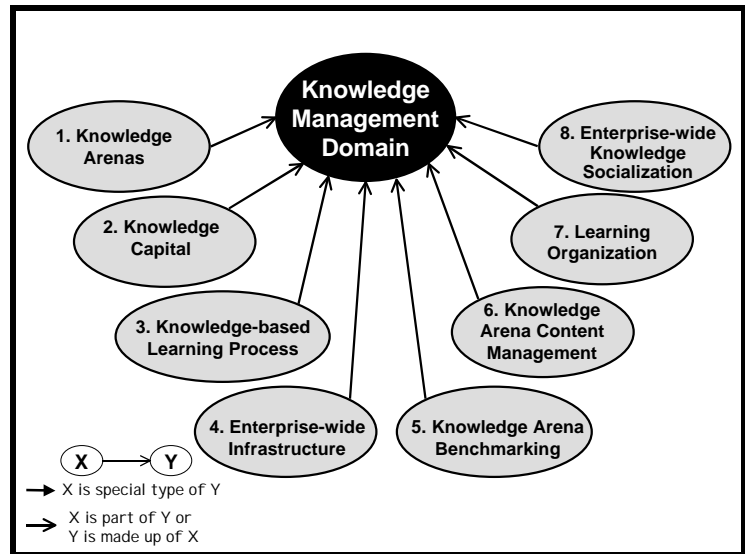 Knowledge
Management
Domain
1. Knowledge
Arenas
2. Knowledge
Capital
3. Knowledge-based
Learning Process
4. Enterprise-wide
Infrastructure
5. Knowledge Arena
Benchmarking
6. Knowledge
Arena Content
Management
7. Learning
Organization
8. Enterprise-wide
Knowledge
Socialization
X Y
X is special type of Y
X is part of Y or
Y is made up of X